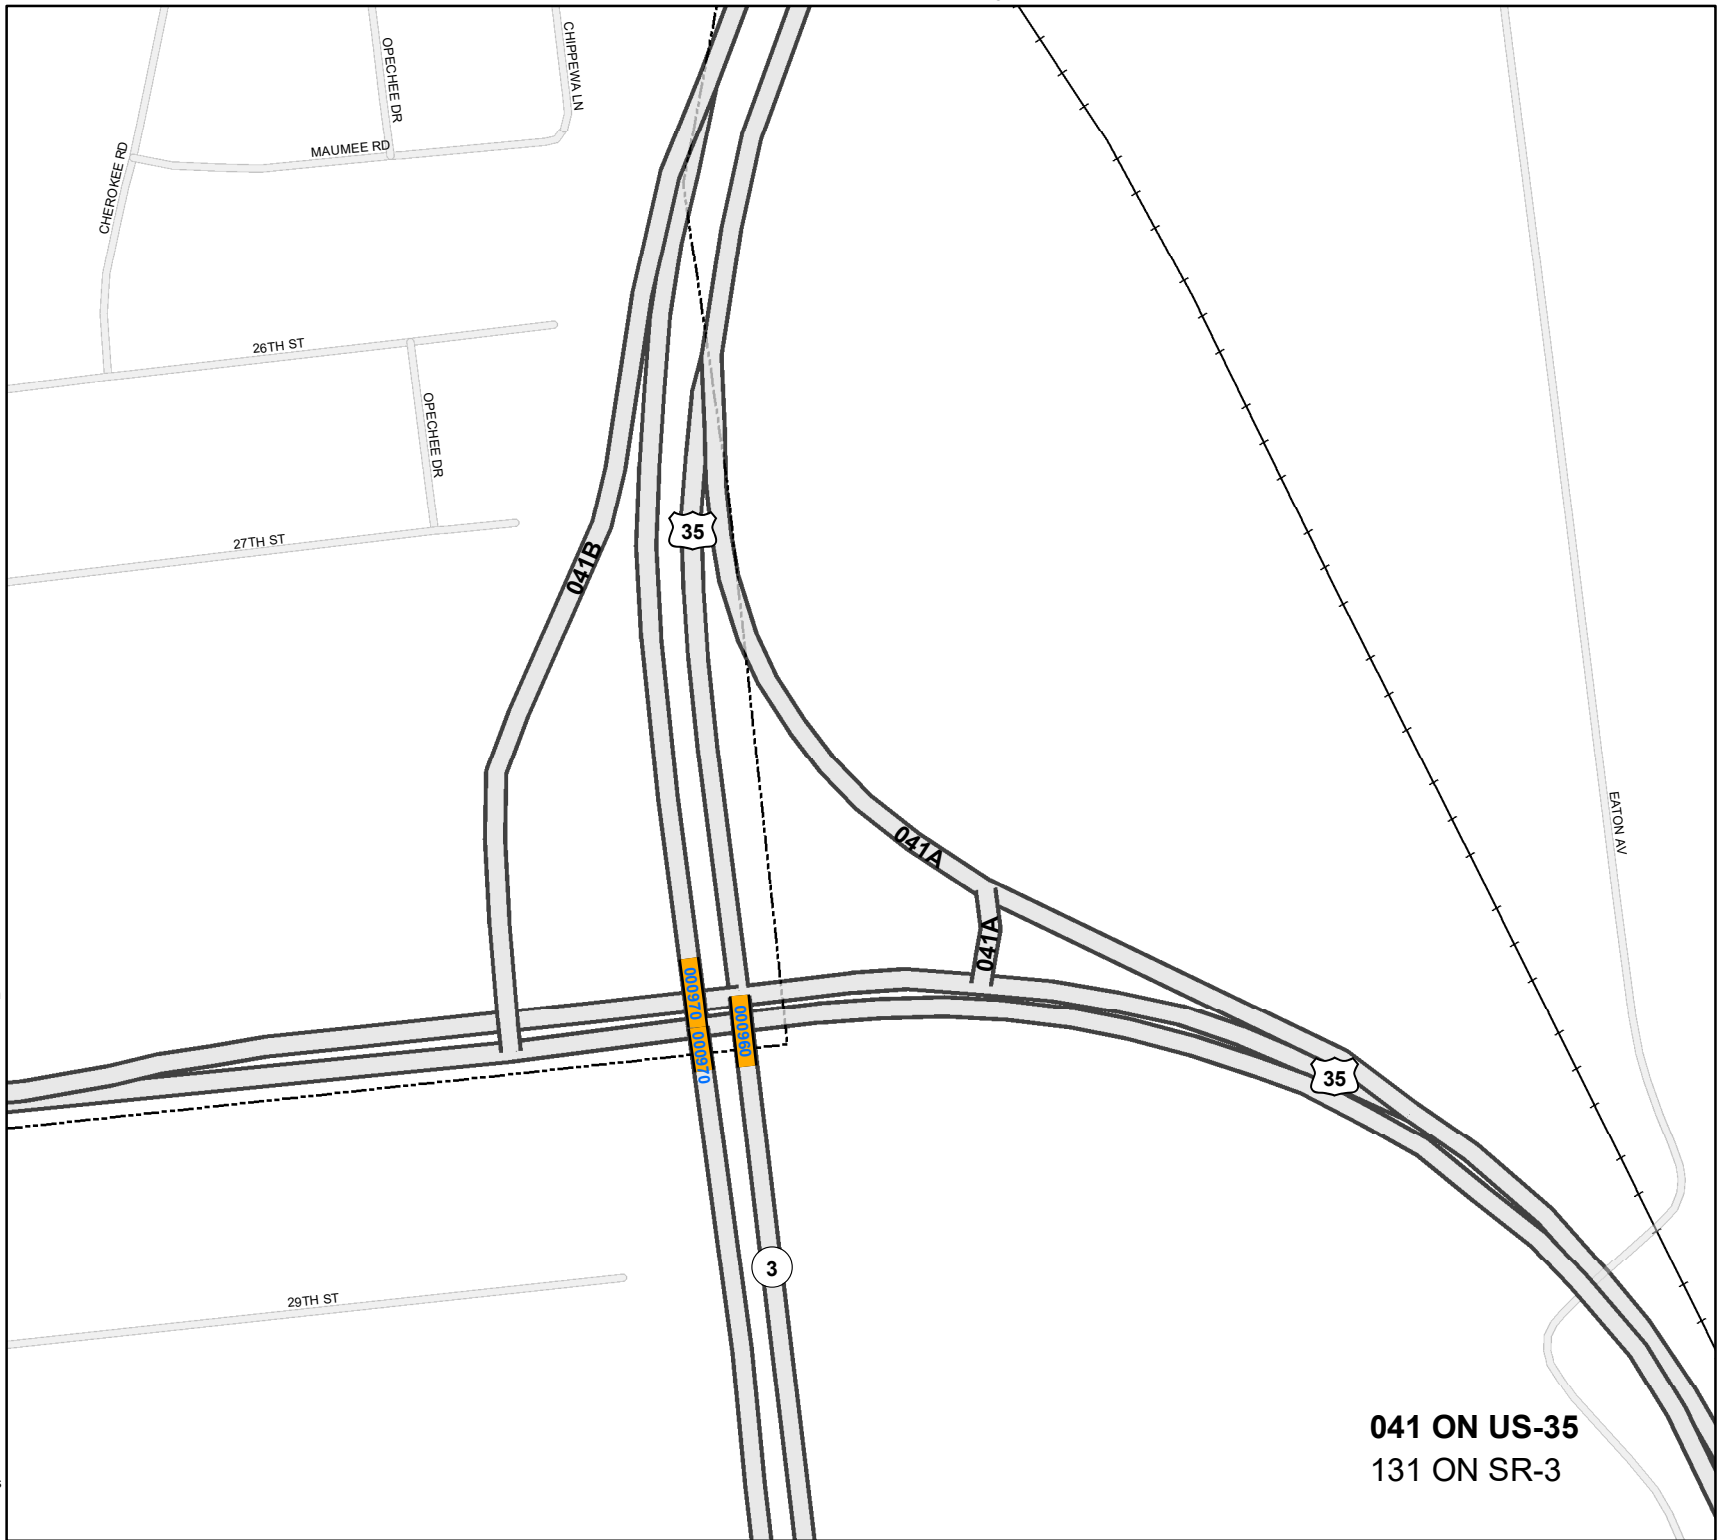 CHIPPEWA LN
OPECHEE DR
MAUMEE RD
CHEROKEE RD
26TH ST
OPECHEE DR
27TH ST
35
041B
041A
EATON AV
041A
000970
000970
000960
35
3
29TH ST
041 ON US-35
131 ON SR-3